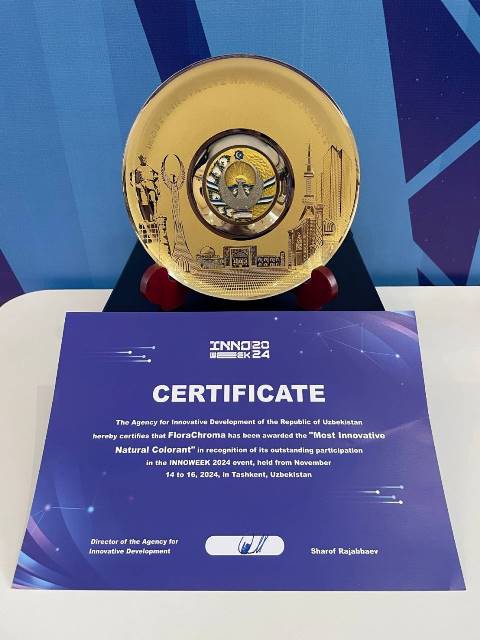 INNO 20
WEEK 24
CERTIFICATE
The Agency for Innovative Development of the Republic of Uzbekistan
hereby certifies that FloraChroma has been awarded the "Most Innovative
Natural Colorant" in recognition of its outstanding participation
in the INNOWEEK 2024 event, held from November
14 to 16, 2024, in Tashkent, Uzbekistan
Director of the Agency for
Innovative Development
Sharof Rajabbaev